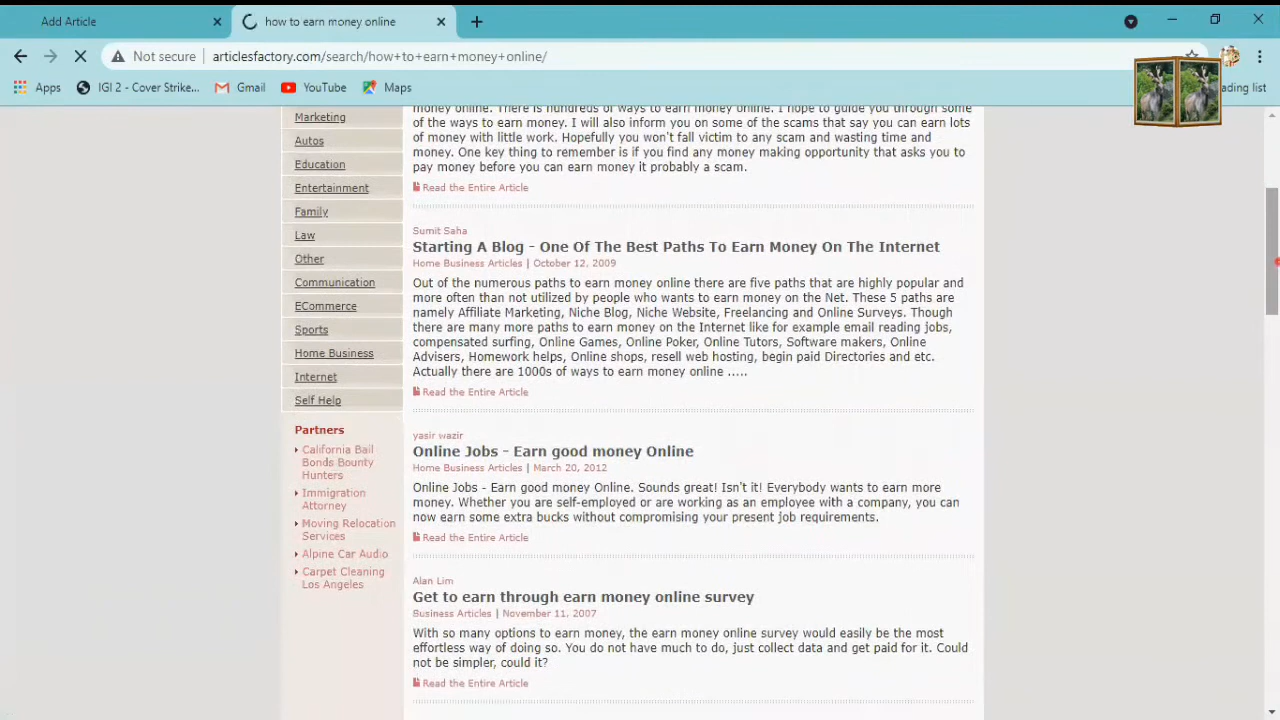 Add Article
how to earn money online
Not secure
articlesfactory.com/search/how+to+earn+money+online/
Apps
IGI 2 - Cover Strike...
Gmail
YouTube
Maps
ading list
Marketing
Autos
Education
Entertainment
Family
Law
Other
Communication
ECommerce
Sports
Home Business
Internet
Self Help
Partners
California Bail
Bonds Bounty
Hunters
Immigration
Attorney
Moving Relocation
Services
Alpine Car Audio
Carpet Cleaning
Los Angeles
money online. There is hundreds of ways to earn money online. I hope to guide you through some
of the ways to earn money. I will also inform you on some of the scams that say you can earn lots
of money with little work. Hopefully you won't fall victim to any scam and wasting time and
money. One key thing to remember is if you find any money making opportunity that asks you to
pay money before you can earn money it probably a scam.
Read the Entire Article
Sumit Saha
Starting A Blog - One Of The Best Paths To Earn Money On The Internet
Home Business Articles | October 12, 2009
Out of the numerous paths to earn money online there are five paths that are highly popular and
more often than not utilized by people who wants to earn money on the Net. These 5 paths are
namely Affiliate Marketing, Niche Blog, Niche Website, Freelancing and Online Surveys. Though
there are many more paths to earn money on the Internet like for example email reading jobs,
compensated surfing, Online Games, Online Poker, Online Tutors, Software makers, Online
Advisers, Homework helps, Online shops, resell web hosting, begin paid Directories and etc.
Actually there are 1000s of ways to earn money online .....
Read the Entire Article
yasir wazir
Online Jobs - Earn good money Online
Home Business Articles | March 20, 2012
Online Jobs - Earn good money Online. Sounds great! Isn't it! Everybody wants to earn more
money. Whether you are self-employed or are working as an employee with a company, you can
now earn some extra bucks without compromising your present job requirements.
Read the Entire Article
Alan Lim
Get to earn through earn money online survey
Business Articles | November 11, 2007
With so many options to earn money, the earn money online survey would easily be the most
effortless way of doing so. You do not have much to do, just collect data and get paid for it. Could
not be simpler, could it?
Read the Entire Article